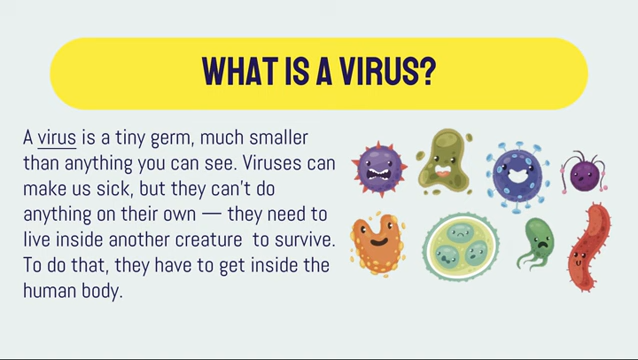 WHAT IS A VIRUS?
A virus is a tiny germ, much smaller
than anything you can see. Viruses can
make us sick, but they can't do
anything on their own — they need to
live inside another creature to survive.
To do that, they have to get inside the
human body.